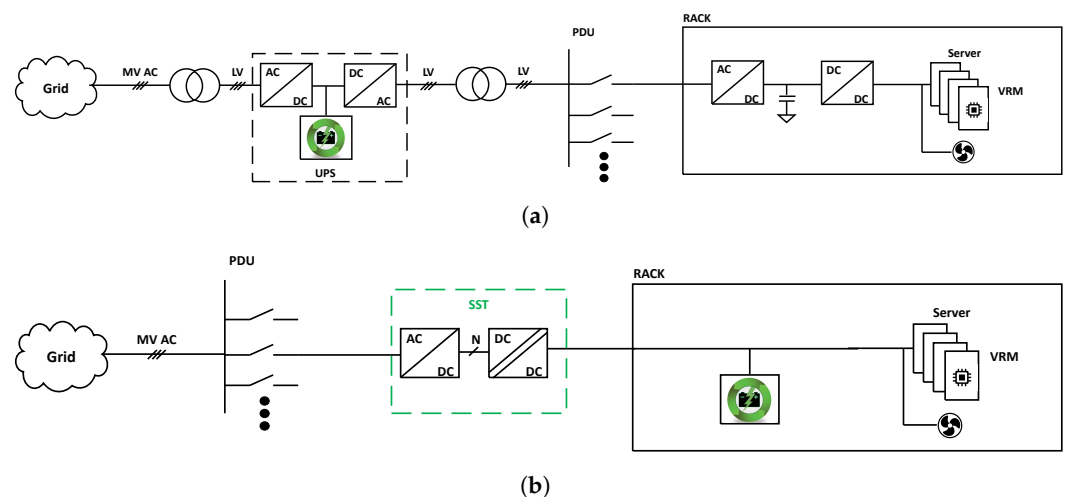 RACK
PDU
Server
MV AC
LV
LV
LV
Grid
AC
DC
DC
AC
AC
DC
DC
DC
VRM
UPS
(a)
PDU
RACK
SST
Server
MV AC
N
Grid
AC
DC
DC
DC
VRM
(b)